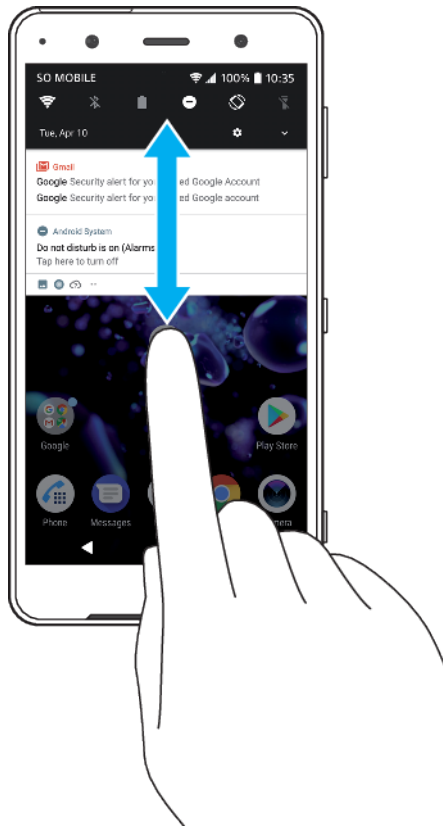 SO MOBILE 100% 10:35
Tue, Apr 10
Gmail
Google Security alert for you ed Google Account
Google Security alert for yo ed Google account
Android System
Do not disturb is on (Alarms
Tap here to turn off
Google
Play Store
Phone Messages mera